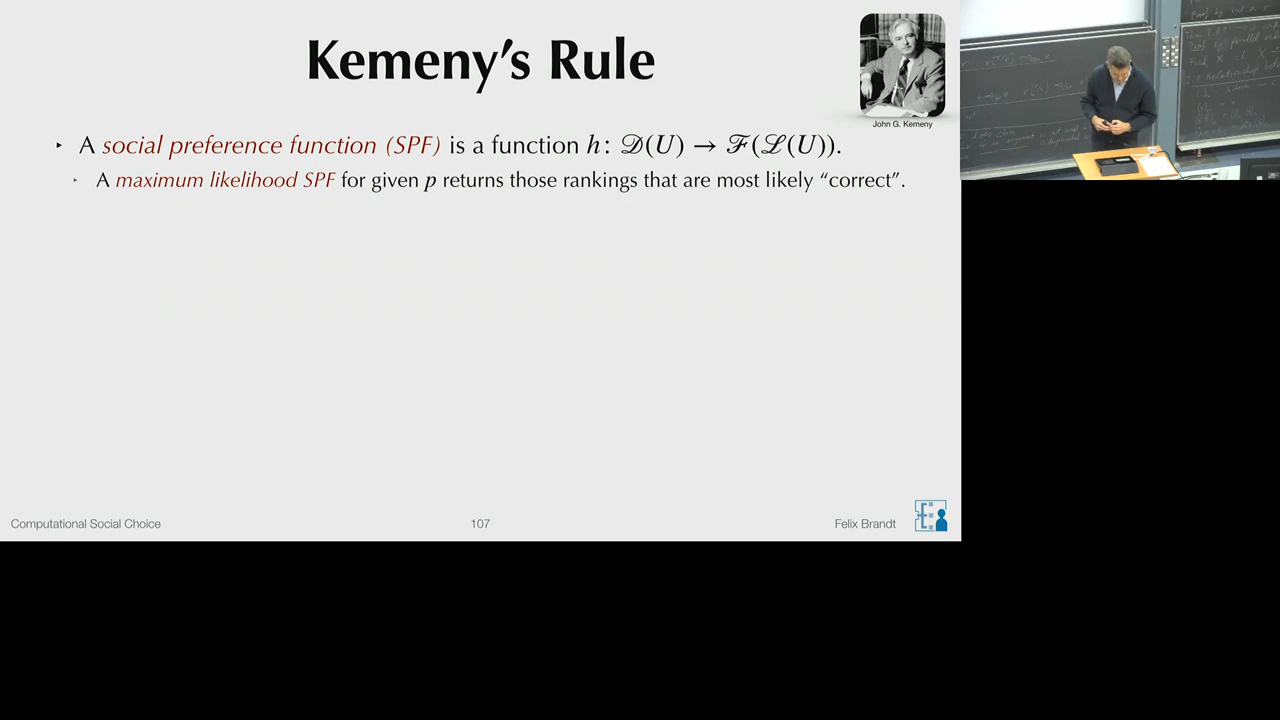 Kemeny's Rule
John G. Kemeny
‣ A social preference function (SPF) is a function h: 𝒟(U) → ℱ(ℒ(U)).
‣ A maximum likelihood SPF for given p returns those rankings that are most likely “correct”.
Computational Social Choice
107
Felix Brandt